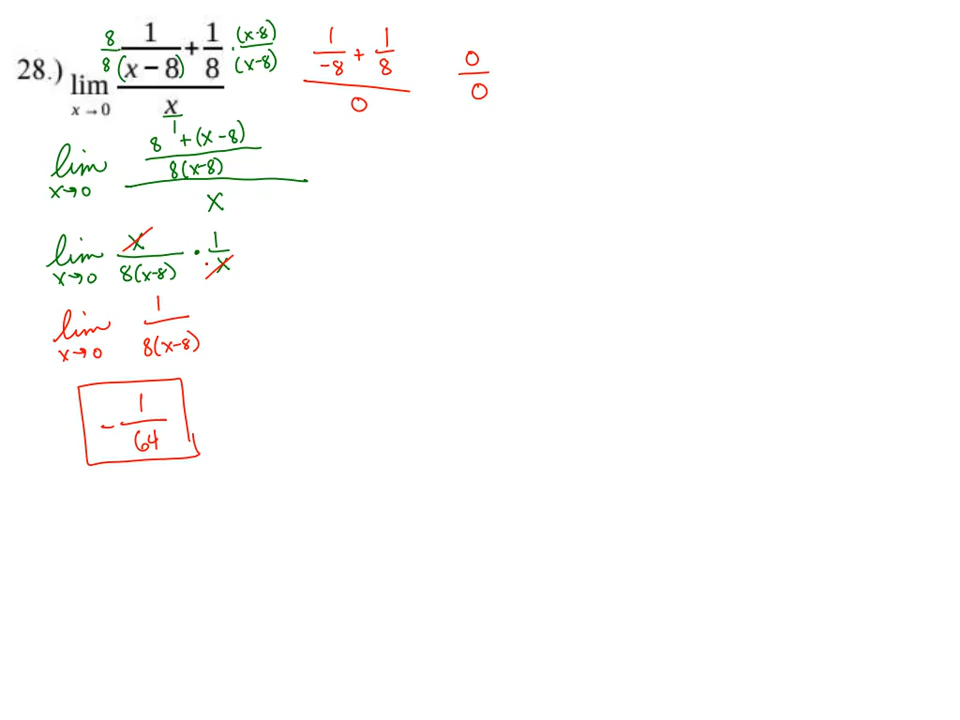 28.) lim x→0 (8/8 1/(x − 8) + 1/8 · (x-8)/(x-8)) / (x/1)    (1/-8 + 1/8) / 0    0/0
lim x→0 ((8 + (x-8)) / 8(x-8)) / x
lim x→0 x/8(x-8) · 1/x
lim x→0 1/8(x-8)
- 1/64